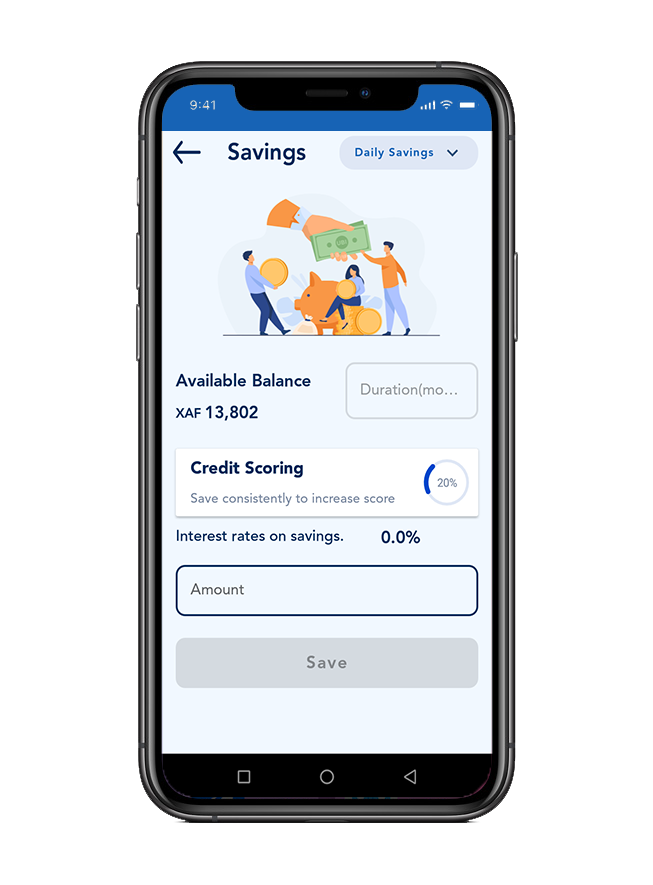 9:41
Savings
Daily Savings
Available Balance
XAF 13,802
Duration(mo...
Credit Scoring
Save consistently to increase score
20%
Interest rates on savings. 0.0%
Amount
Save